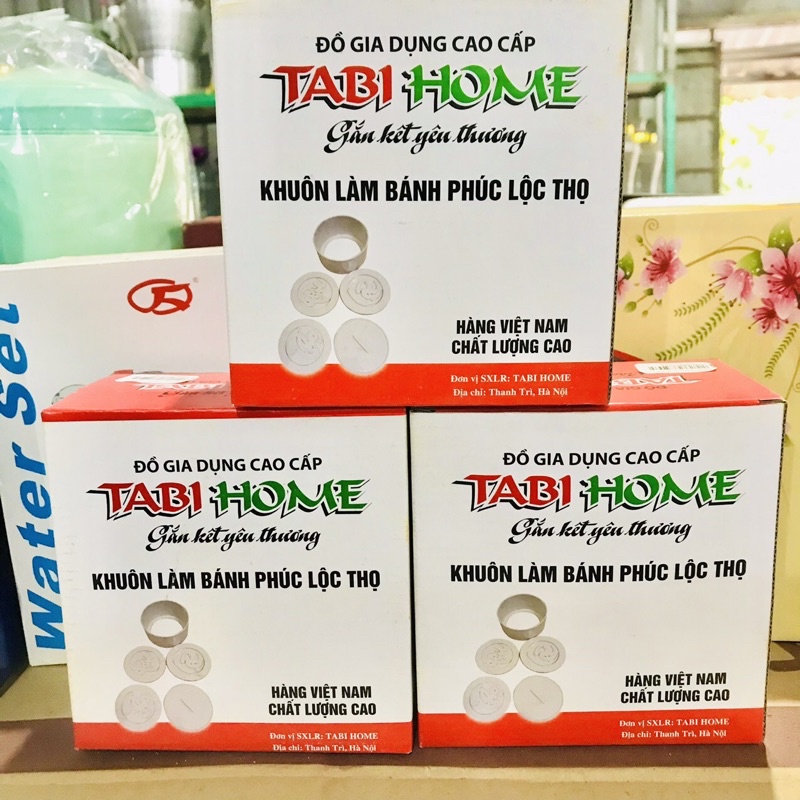 ĐỒ GIA DỤNG CAO CẤP
TABI HOME
Gắn kết yêu thương
KHUÔN LÀM BÁNH PHÚC LỘC THỌ
HÀNG VIỆT NAM
CHẤT LƯỢNG CAO
Đơn vị SXLR: TABI HOME
Địa chỉ: Thanh Trì, Hà Nội
Water Set
ĐỒ GIA DỤNG CAO CẤP
TABI HOME
Gắn kết yêu thương
KHUÔN LÀM BÁNH PHÚC LỘC THỌ
HÀNG VIỆT NAM
CHẤT LƯỢNG CAO
Đơn vị SXLR: TABI HOME
Địa chỉ: Thanh Trì, Hà Nội
ĐỒ GIA DỤNG CAO CẤP
TABI HOME
Gắn kết yêu thương
KHUÔN LÀM BÁNH PHÚC LỘC THỌ
HÀNG VIỆT NAM
CHẤT LƯỢNG CAO
Đơn vị SXLR: TABI HOME
Địa chỉ: Thanh Trì, Hà Nội